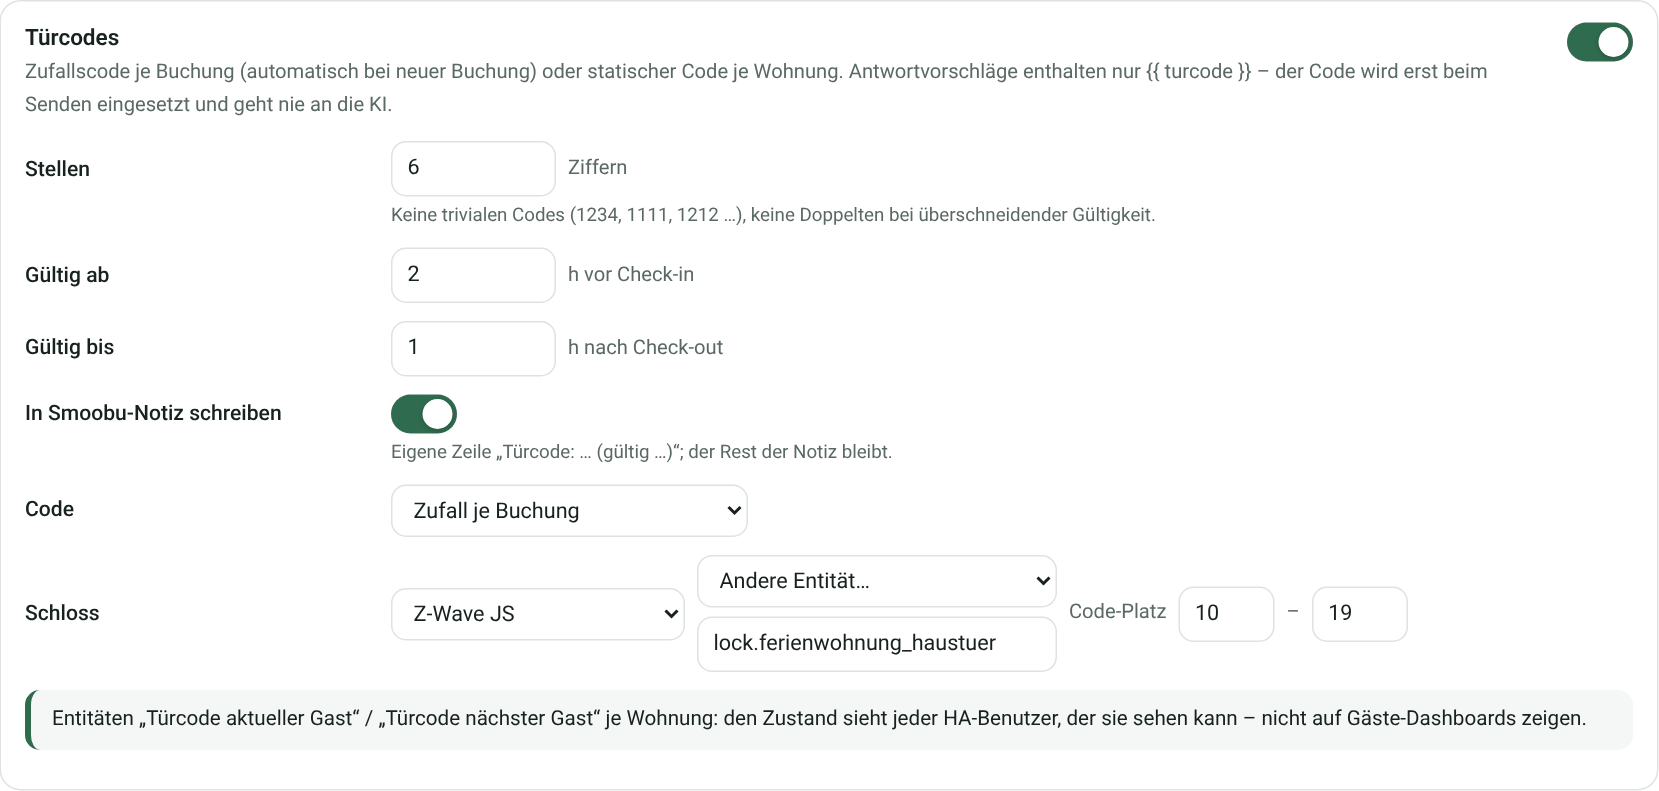 Türcodes
Zufallscode je Buchung (automatisch bei neuer Buchung) oder statischer Code je Wohnung. Antwortvorschläge enthalten nur {{ turcode }} – der Code wird erst beim
Senden eingesetzt und geht nie an die KI.
Stellen
6 Ziffern
Keine trivialen Codes (1234, 1111, 1212 …), keine Doppelten bei überschneidender Gültigkeit.
Gültig ab
2 h vor Check-in
Gültig bis
1 h nach Check-out
In Smoobu-Notiz schreiben
Eigene Zeile „Türcode: … (gültig …)“; der Rest der Notiz bleibt.
Code
Zufall je Buchung
Schloss
Z-Wave JS
Andere Entität…
lock.ferienwohnung_haustuer
Code-Platz 10 – 19
Entitäten „Türcode aktueller Gast“ / „Türcode nächster Gast“ je Wohnung: den Zustand sieht jeder HA-Benutzer, der sie sehen kann – nicht auf Gäste-Dashboards zeigen.